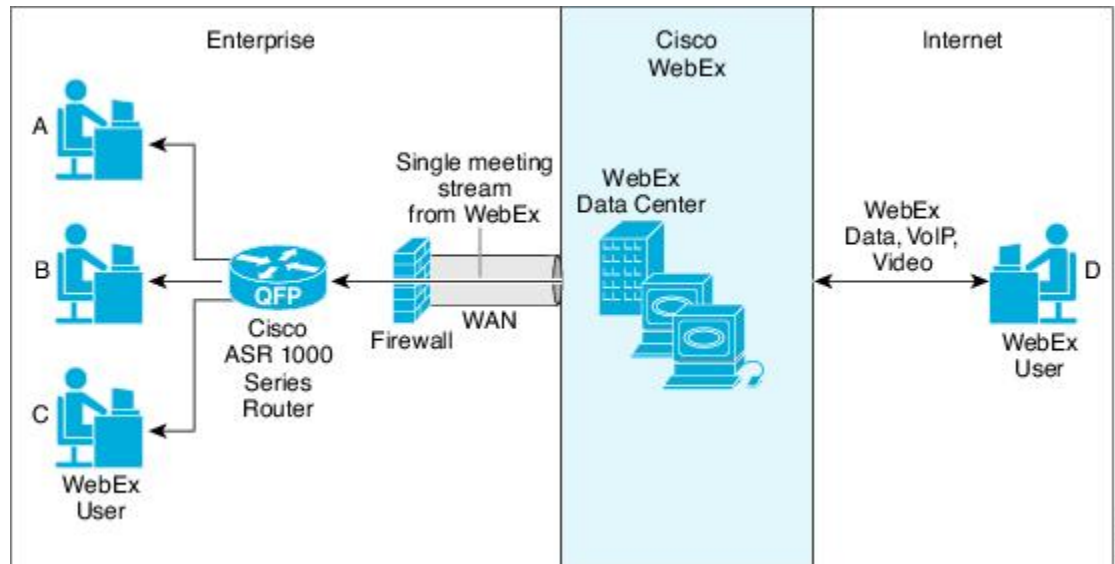 Enterprise
Cisco
WebEx
Internet
A
B
C
WebEx
User
QFP
Cisco
ASR 1000
Series
Router
Firewall
Single meeting
stream
from WebEx
WAN
WebEx
Data Center
WebEx
Data, VoIP,
Video
D
WebEx
User